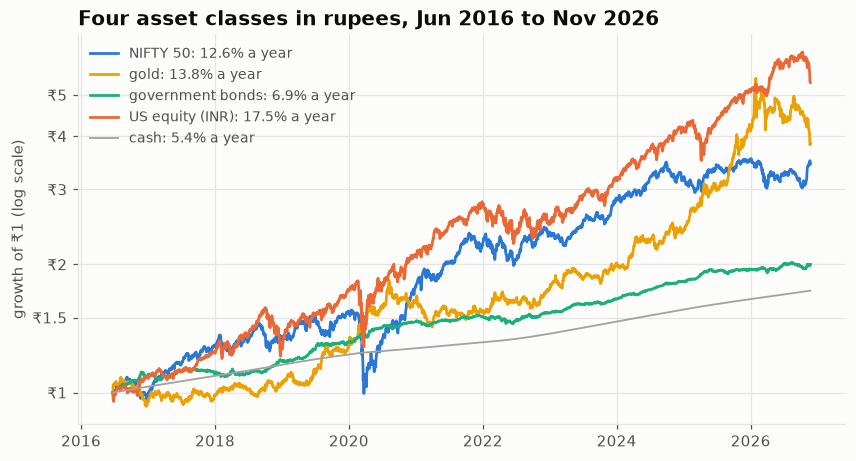 Four asset classes in rupees, Jun 2016 to Nov 2026
NIFTY 50: 12.6% a year
gold: 13.8% a year
government bonds: 6.9% a year
US equity (INR): 17.5% a year
cash: 5.4% a year
growth of ₹1 (log scale)
₹5
₹4
₹3
₹2
₹1.5
₹1
2016 2018 2020 2022 2024 2026